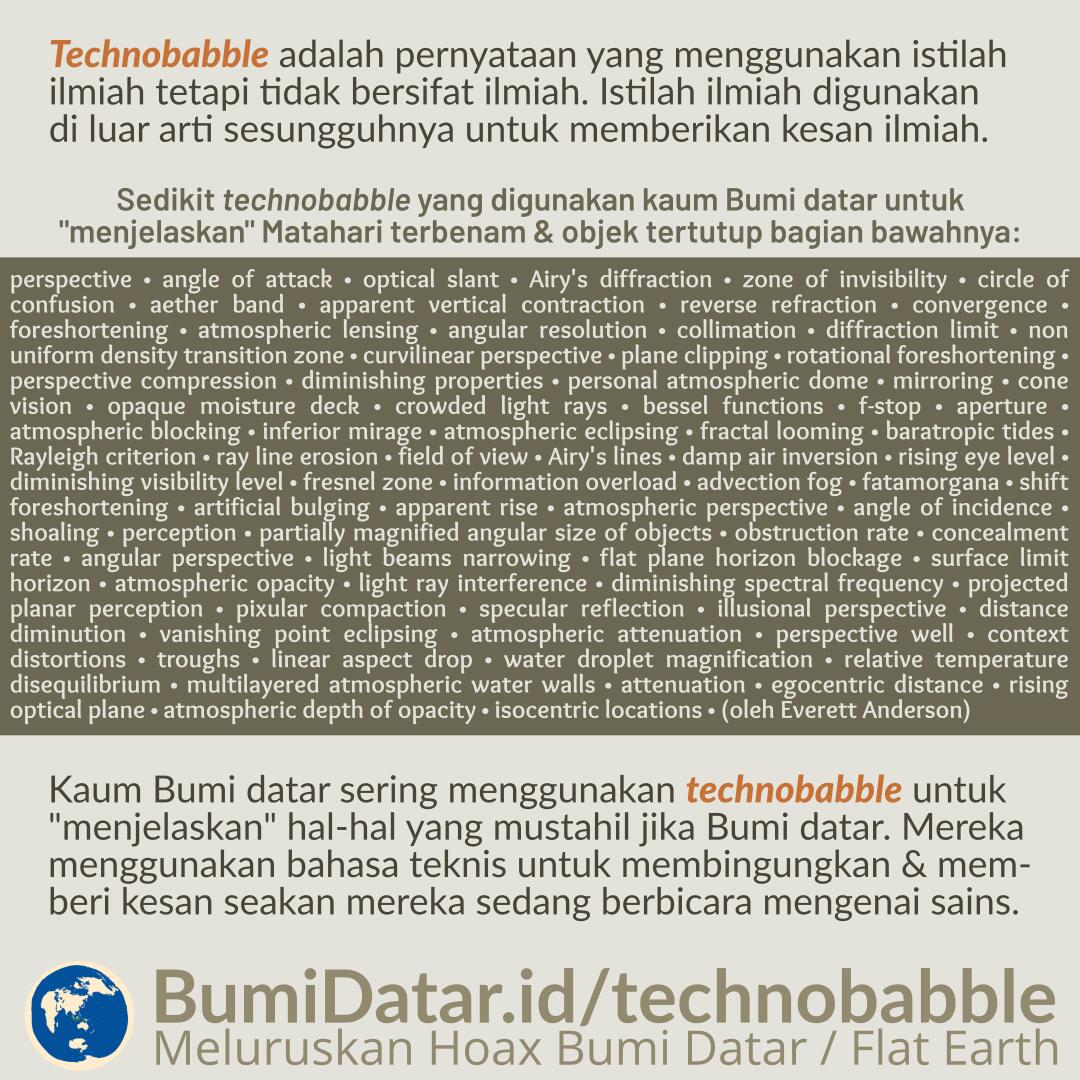 Technobabble adalah pernyataan yang menggunakan istilah
ilmiah tetapi tidak bersifat ilmiah. Istilah ilmiah digunakan
di luar arti sesungguhnya untuk memberikan kesan ilmiah.
Sedikit technobabble yang digunakan kaum Bumi datar untuk
"menjelaskan" Matahari terbenam & objek tertutup bagian bawahnya:
perspective • angle of attack • optical slant • Airy's diffraction • zone of invisibility • circle of
confusion • aether band • apparent vertical contraction • reverse refraction • convergence •
foreshortening • atmospheric lensing • angular resolution • collimation • diffraction limit • non
uniform density transition zone • curvilinear perspective • plane clipping • rotational foreshortening •
perspective compression • diminishing properties • personal atmospheric dome • mirroring • cone
vision • opaque moisture deck • crowded light rays • bessel functions • f-stop • aperture •
atmospheric blocking • inferior mirage • atmospheric eclipsing • fractal looming • baratropic tides •
Rayleigh criterion • ray line erosion • field of view • Airy's lines • damp air inversion • rising eye level •
diminishing visibility level • fresnel zone • information overload • advection fog • fatamorgana • shift
foreshortening • artificial bulging • apparent rise • atmospheric perspective • angle of incidence •
shoaling • perception • partially magnified angular size of objects • obstruction rate • concealment
rate • angular perspective • light beams narrowing • flat plane horizon blockage • surface limit
horizon • atmospheric opacity • light ray interference • diminishing spectral frequency • projected
planar perception • pixular compaction • specular reflection • illusional perspective • distance
diminution • vanishing point eclipsing • atmospheric attenuation • perspective well • context
distortions • troughs • linear aspect drop • water droplet magnification • relative temperature
disequilibrium • multilayered atmospheric water walls • attenuation • egocentric distance • rising
optical plane • atmospheric depth of opacity • isocentric locations • (oleh Everett Anderson)
Kaum Bumi datar sering menggunakan technobabble untuk
"menjelaskan" hal-hal yang mustahil jika Bumi datar. Mereka
menggunakan bahasa teknis untuk membingungkan & mem-
beri kesan seakan mereka sedang berbicara mengenai sains.
BumiDatar.id/technobabble
Meluruskan Hoax Bumi Datar / Flat Earth